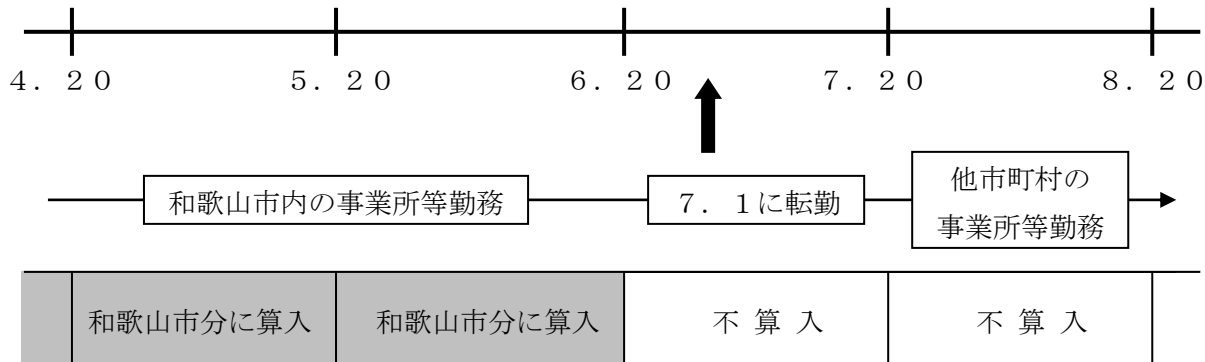 ４．２０　５．２０　６．２０　７．２０　８．２０
和歌山市内の事業所等勤務
７．１に転勤
他市町村の
事業所等勤務
和歌山市分に算入　和歌山市分に算入　不 算 入　不 算 入